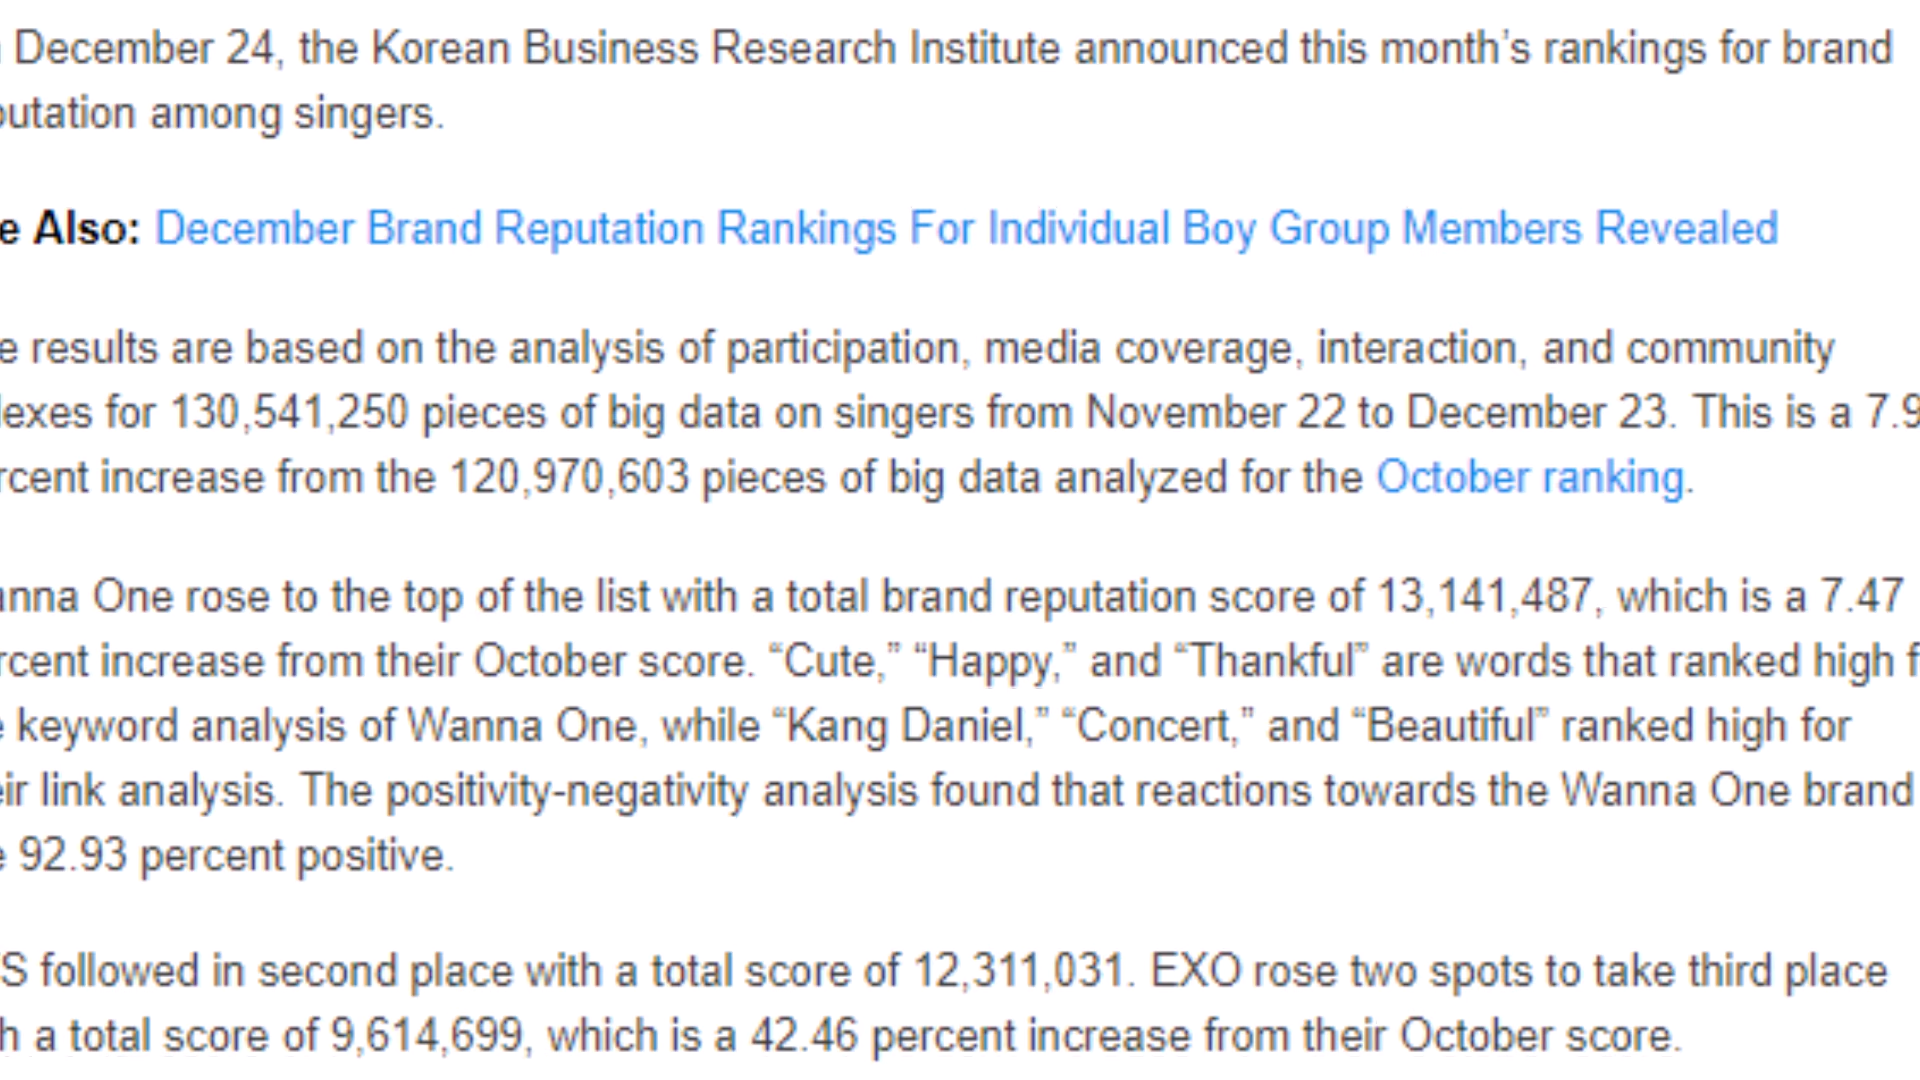 December 24, the Korean Business Research Institute announced this month’s rankings for brand
putation among singers.
e Also: December Brand Reputation Rankings For Individual Boy Group Members Revealed
e results are based on the analysis of participation, media coverage, interaction, and community
lexes for 130,541,250 pieces of big data on singers from November 22 to December 23. This is a 7.9
rcent increase from the 120,970,603 pieces of big data analyzed for the October ranking.
anna One rose to the top of the list with a total brand reputation score of 13,141,487, which is a 7.47
rcent increase from their October score. “Cute,” “Happy,” and “Thankful” are words that ranked high f
e keyword analysis of Wanna One, while “Kang Daniel,” “Concert,” and “Beautiful” ranked high for
eir link analysis. The positivity-negativity analysis found that reactions towards the Wanna One brand
e 92.93 percent positive.
S followed in second place with a total score of 12,311,031. EXO rose two spots to take third place
h a total score of 9,614,699, which is a 42.46 percent increase from their October score.